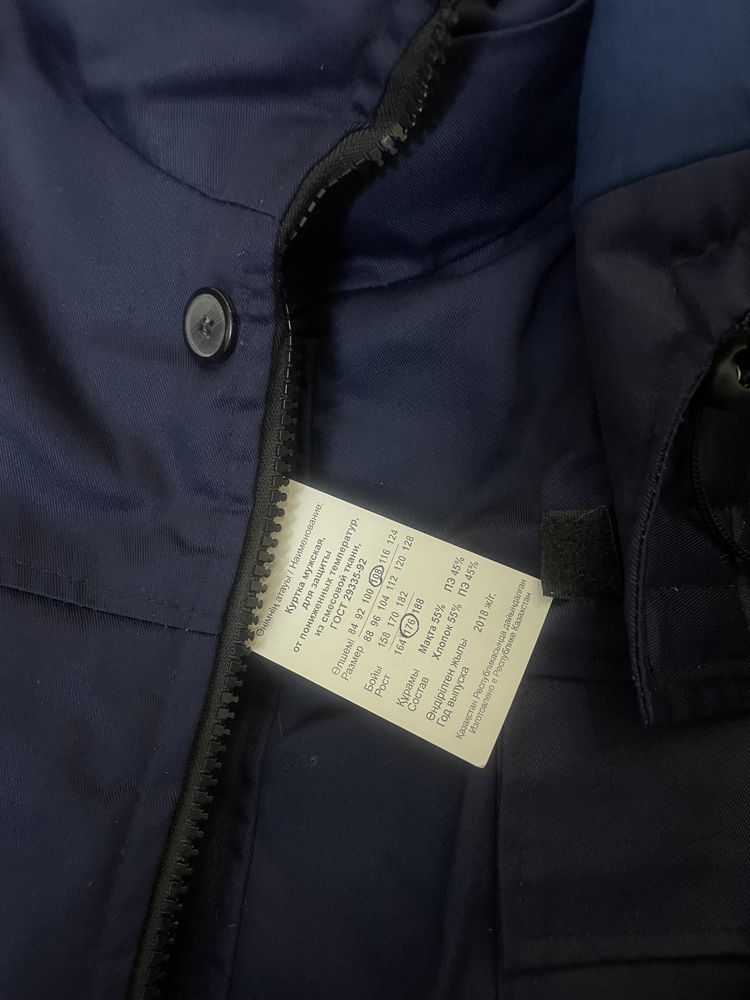 Өнімнің атауы / Наименование:
Куртка мужская,
для защиты
от пониженных температур,
из смесовой ткани,
ГОСТ 29335-92
Өлшемі 84 92 100 108 116 124
Размер 88 96 104 112 120 128
Бойы 158 170 182
Рост 164 176 188
Құрамы Мақта 55% ПЭ 45%
Состав Хлопок 55% ПЭ 45%
Өндірілген жылы
Год выпуска 2018 ж/г.
Қазақстан Республикасында дайындалған
Изготовлено в Республике Казахстан